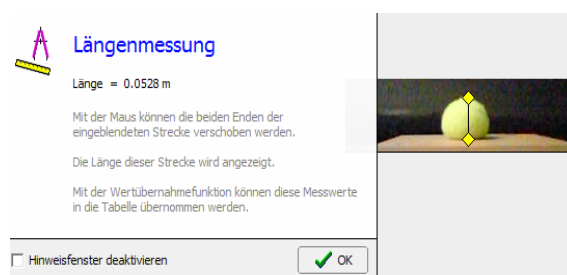 Längenmessung
Länge = 0.0528 m
Mit der Maus können die beiden Enden der
eingeblendeten Strecke verschoben werden.
Die Länge dieser Strecke wird angezeigt.
Mit der Wertübernahmefunktion können diese Messwerte
in die Tabelle übernommen werden.
Hinweisfenster deaktivieren
OK